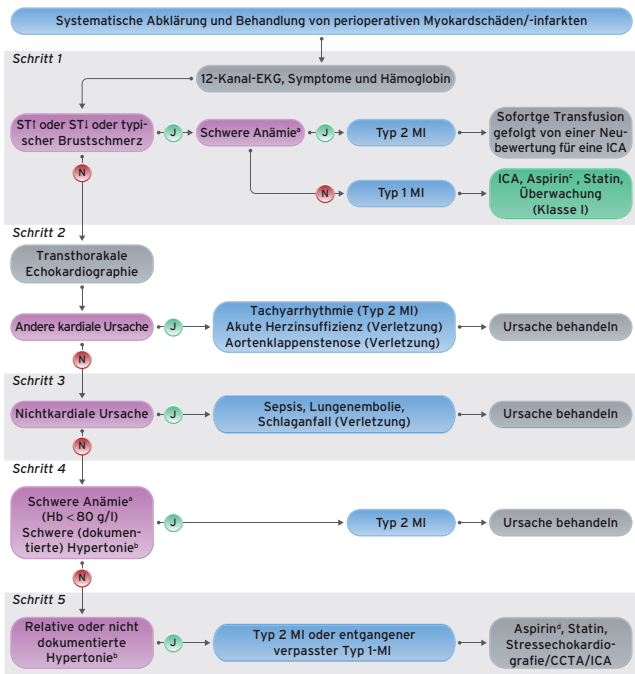 Systematische Abklärung und Behandlung von perioperativen Myokardschäden/-infarkten
Schritt 1
12-Kanal-EKG, Symptome und Hämoglobin
ST↑ oder ST↓ oder typi-
scher Brustschmerz
J
Schwere Anämieᵃ
J
Typ 2 MI
Sofortge Transfusion
gefolgt von einer Neu-
bewertung für eine ICA
N
N
Typ 1 MI
ICA, Aspirinᶜ , Statin,
Überwachung
(Klasse I)
Schritt 2
Transthorakale
Echokardiographie
Andere kardiale Ursache
J
Tachyarrhythmie (Typ 2 MI)
Akute Herzinsuffizienz (Verletzung)
Aortenklappenstenose (Verletzung)
Ursache behandeln
N
Schritt 3
Nichtkardiale Ursache
J
Sepsis, Lungenembolie,
Schlaganfall (Verletzung)
Ursache behandeln
N
Schritt 4
Schwere Anämieᵃ
(Hb < 80 g/l)
Schwere (dokumen-
tierte) Hypertonieᵇ
J
Typ 2 MI
Ursache behandeln
N
Schritt 5
Relative oder nicht
dokumentierte
Hypertonieᵇ
J
Typ 2 MI oder entgangener
verpasster Typ 1-MI
Aspirinᵈ, Statin,
Stressechokardio-
grafie/CCTA/ICA